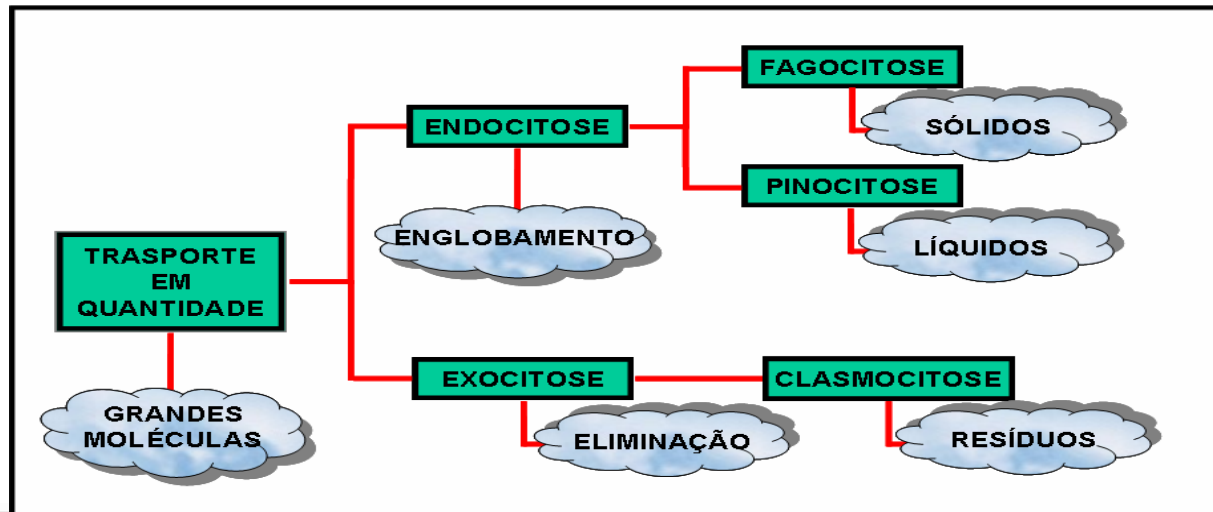 FAGOCITOSE
SÓLIDOS
ENDOCITOSE
PINOCITOSE
ENGLOBAMENTO
LÍQUIDOS
TRASPORTE
EM
QUANTIDADE
EXOCITOSE
CLASMOCITOSE
GRANDES
MOLÉCULAS
ELIMINAÇÃO
RESÍDUOS